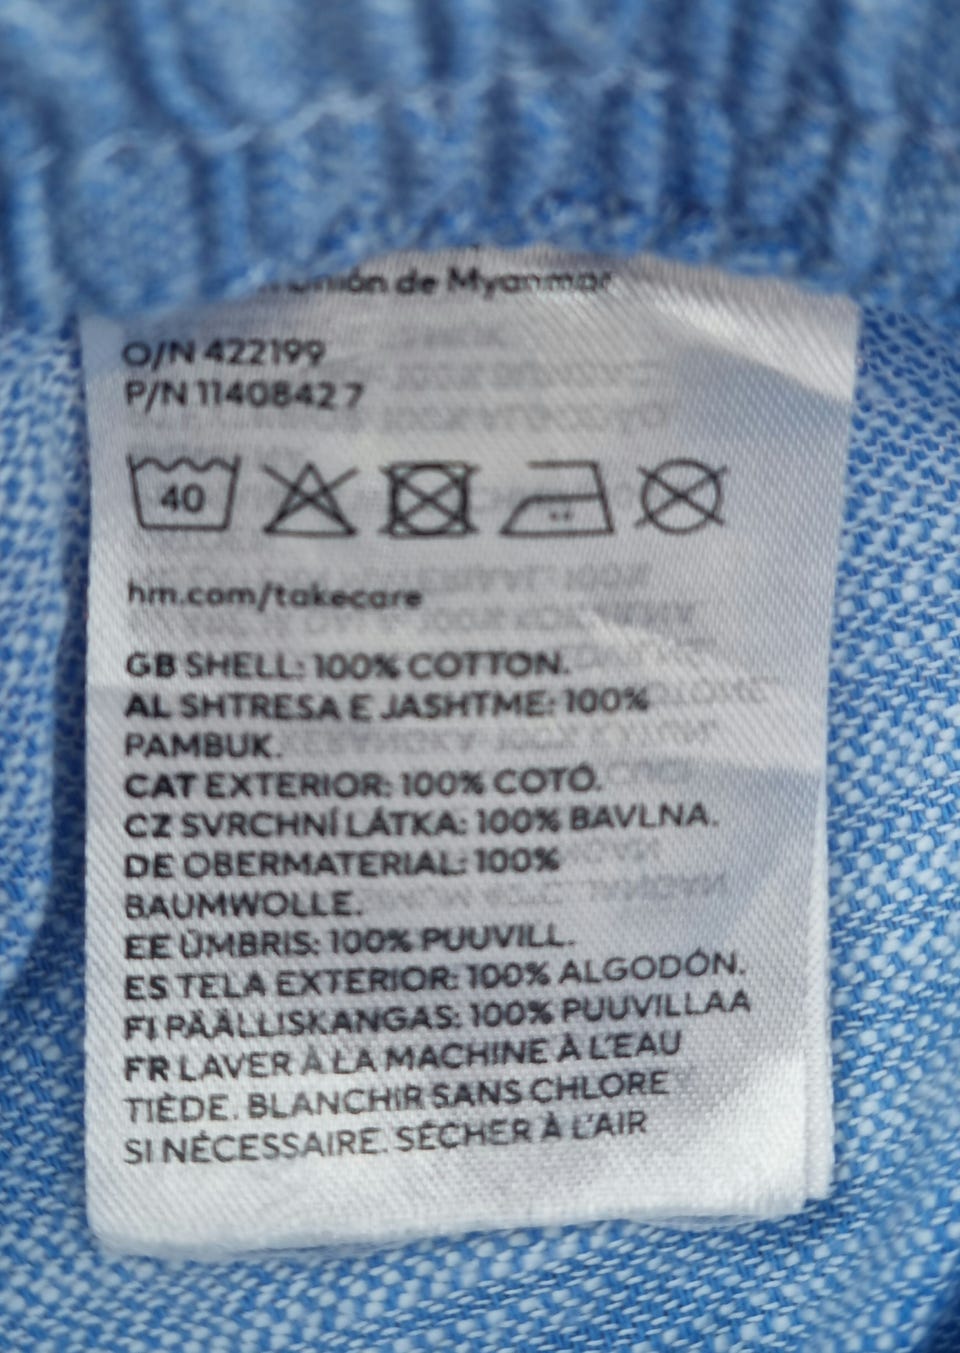 Unión de Myanmar
O/N 422199
P/N 11408427
40
hm.com/takecare
GB SHELL: 100% COTTON.
AL SHTRESA E JASHTME: 100%
PAMBUK.
CAT EXTERIOR: 100% COTÓ.
CZ SVRCHNÍ LÁTKA: 100% BAVLNA.
DE OBERMATERIAL: 100%
BAUMWOLLE.
EE ÜMBRIS: 100% PUUVILL.
ES TELA EXTERIOR: 100% ALGODÓN.
FI PÄÄLLISKANGAS: 100% PUUVILLAA
FR LAVER À LA MACHINE À L'EAU
TIÈDE. BLANCHIR SANS CHLORE
SI NÉCESSAIRE. SÉCHER À L'AIR